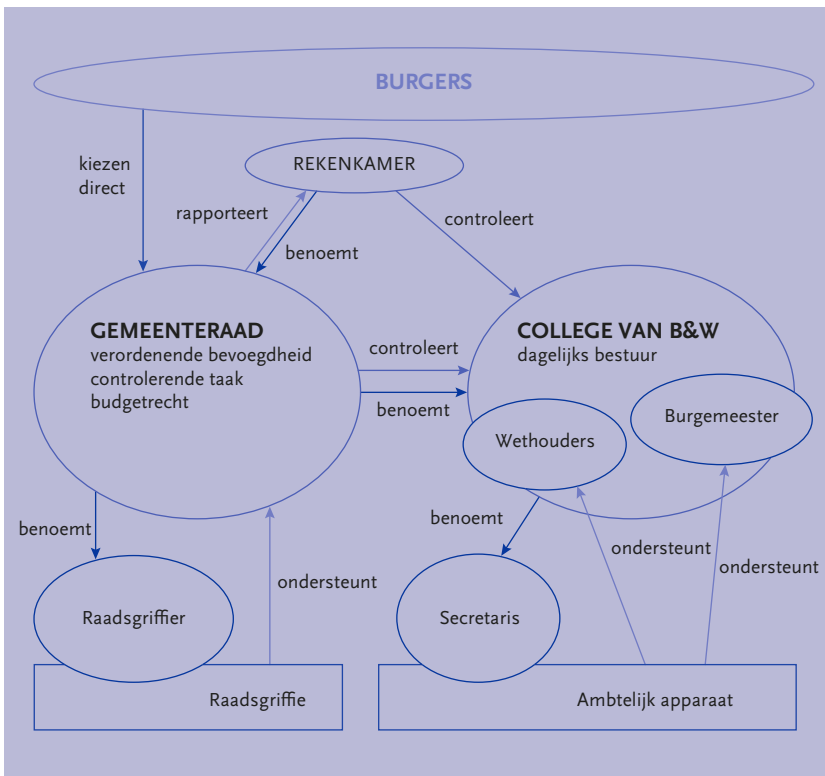 BURGERS
kiezen
direct
REKENKAMER
rapporteert
benoemt
controleert
GEMEENTERAAD
verordenende bevoegdheid
controlerende taak
budgetrecht
controleert
benoemt
COLLEGE VAN B&W
dagelijks bestuur
Wethouders
Burgemeester
benoemt
ondersteunt
benoemt
ondersteunt
ondersteunt
Raadsgriffier
Raadsgriffie
Secretaris
Ambtelijk apparaat